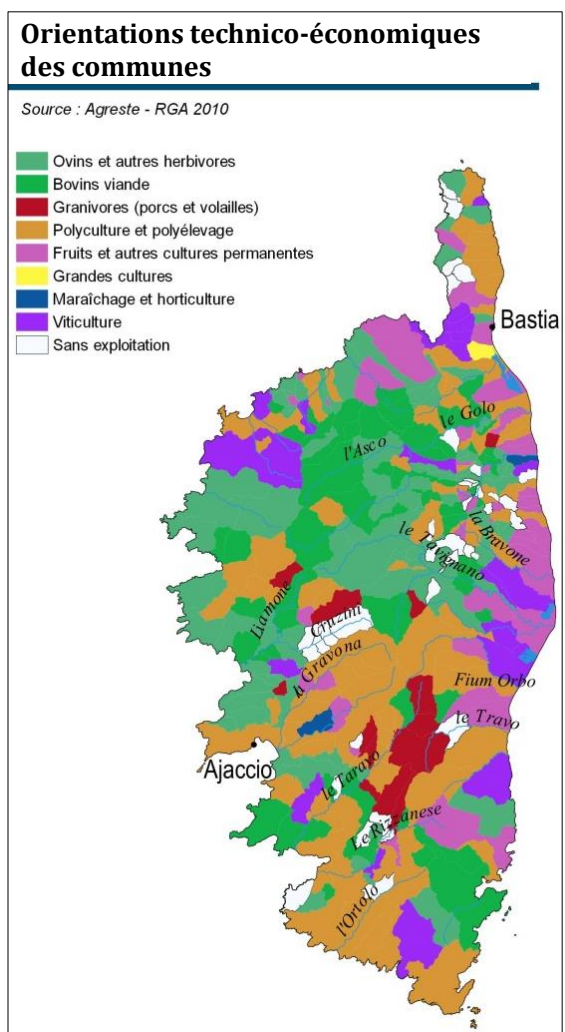 Orientations technico-économiques
des communes
Source : Agreste - RGA 2010
Ovins et autres herbivores
Bovins viande
Granivores (porcs et volailles)
Polyculture et polyélevage
Fruits et autres cultures permanentes
Grandes cultures
Maraîchage et horticulture
Viticulture
Sans exploitation
Bastia
le Golo
l'Asco
la Bravone
le Tavignano
Liamone
Cruzini
la Gravona
Fium Orbo
le Travo
Ajaccio
le Taravo
Le Rizzanese
l'Ortolo